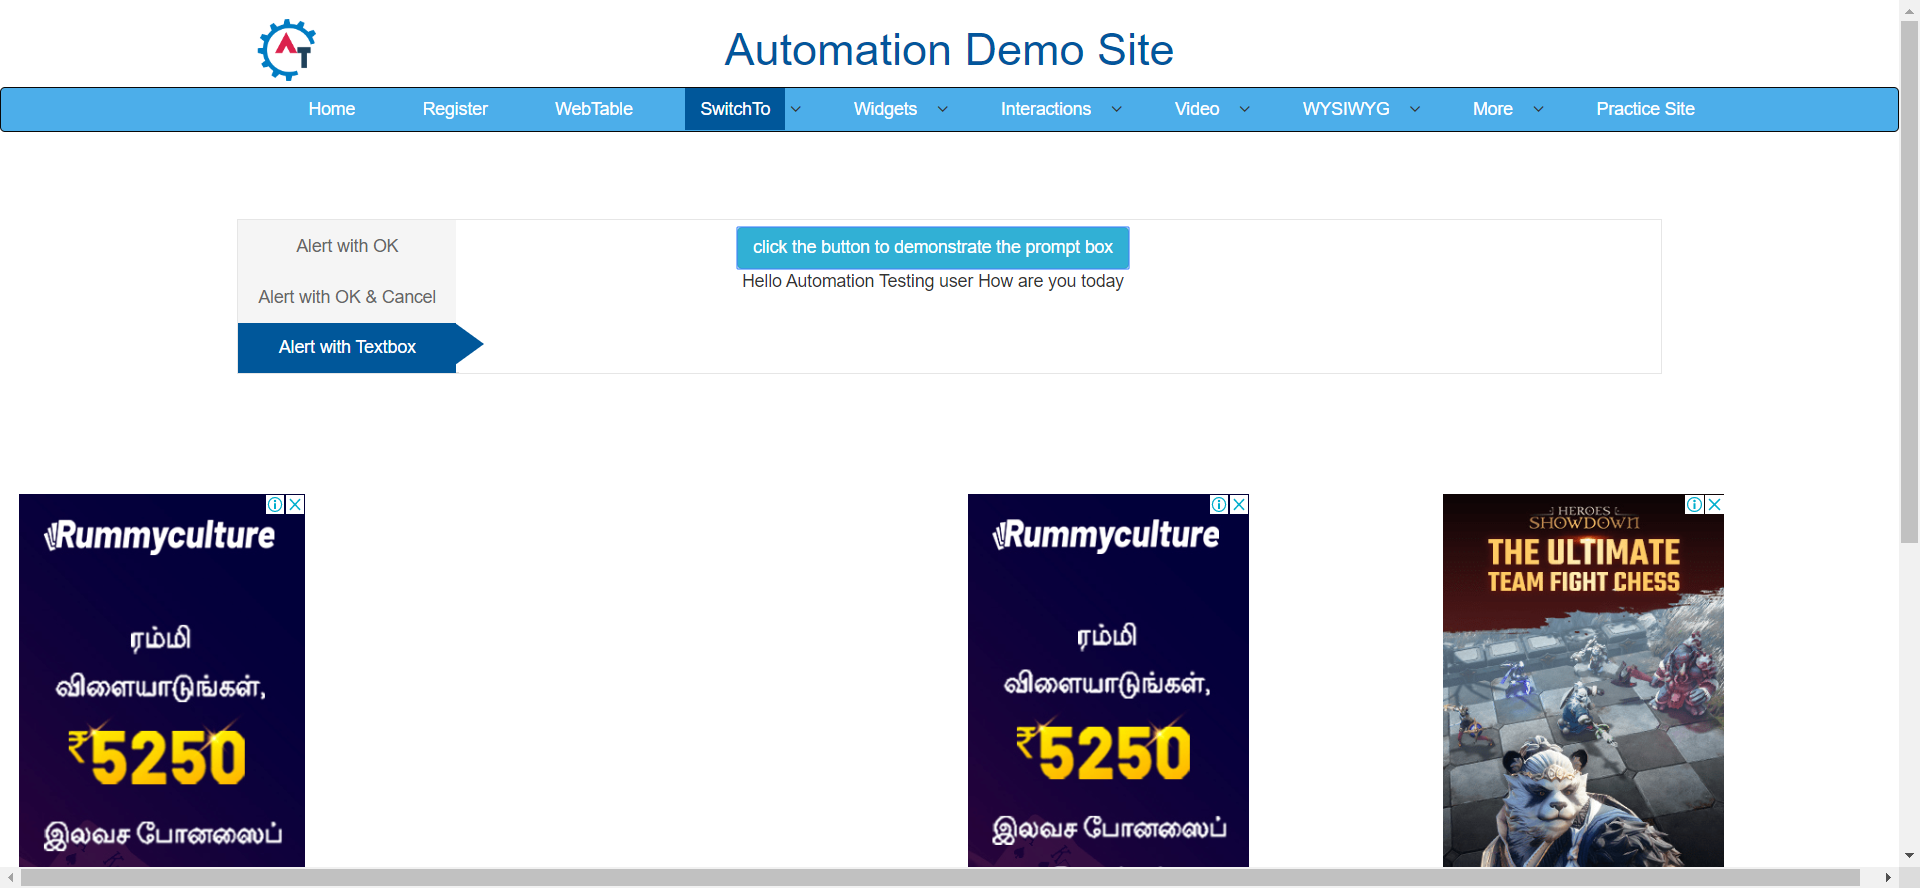 Automation Demo Site
Home Register WebTable SwitchTo Widgets Interactions Video WYSIWYG More Practice Site
Alert with OK
click the button to demonstrate the prompt box
Hello Automation Testing user How are you today
Alert with OK & Cancel
Alert with Textbox
Rummyculture
ரம்மி
விளையாடுங்கள்,
₹5250
இலவச போனஸைப்
Rummyculture
ரம்மி
விளையாடுங்கள்,
₹5250
இலவச போனஸைப்
HEROES
SHOWDOWN
THE ULTIMATE
TEAM FIGHT CHESS